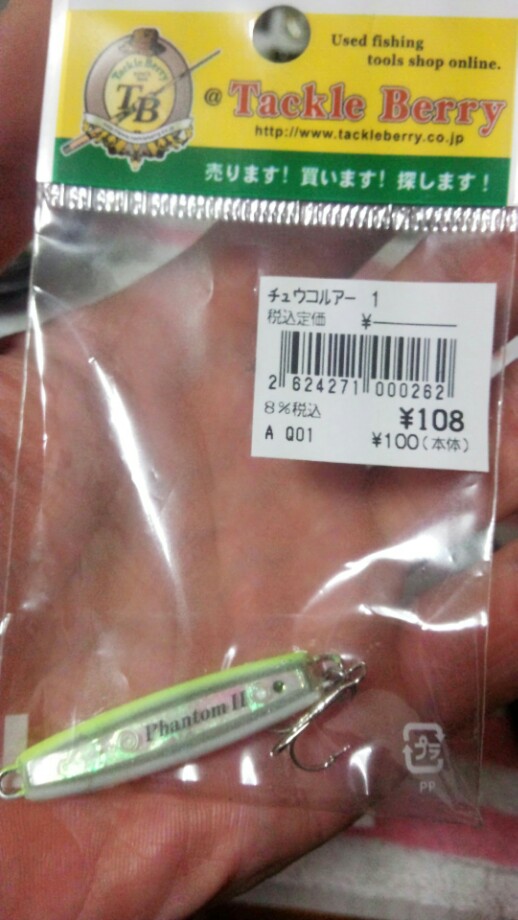 Used fishing
tools shop online.
Tackle Berry
TB
@ Tackle Berry
http://www.tackleberry.co.jp
売ります! 買います! 探します!
チュウコルアー 1
税込定価 ¥―
2 624271 000262
8%税込
¥108
A Q01
¥100(本体)
Phantom II
プラ
PP